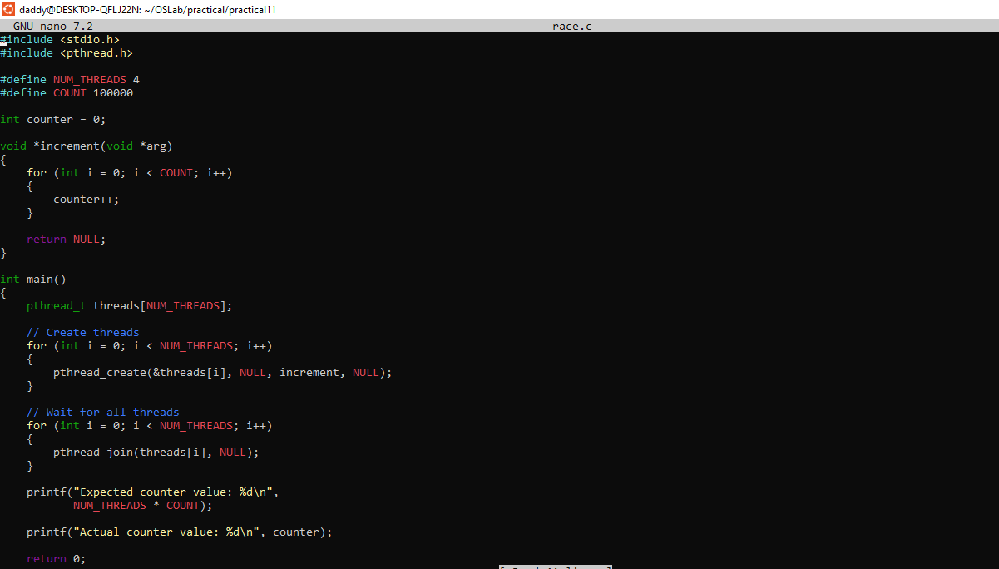 daddy@DESKTOP-QFLJ22N: ~/OSLab/practical/practical11
GNU nano 7.2 race.c
#include <stdio.h>
#include <pthread.h>

#define NUM_THREADS 4
#define COUNT 100000

int counter = 0;

void *increment(void *arg)
{
    for (int i = 0; i < COUNT; i++)
    {
        counter++;
    }

    return NULL;
}

int main()
{
    pthread_t threads[NUM_THREADS];

    // Create threads
    for (int i = 0; i < NUM_THREADS; i++)
    {
        pthread_create(&threads[i], NULL, increment, NULL);
    }

    // Wait for all threads
    for (int i = 0; i < NUM_THREADS; i++)
    {
        pthread_join(threads[i], NULL);
    }

    printf("Expected counter value: %d\n",
           NUM_THREADS * COUNT);

    printf("Actual counter value: %d\n", counter);

    return 0;